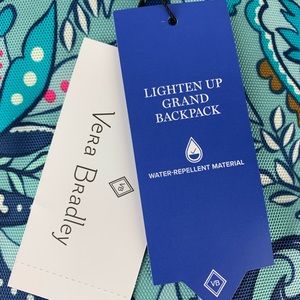 Vera Bradley
VB
LIGHTEN UP
GRAND
BACKPACK
WATER-REPELLENT MATERIAL
VB